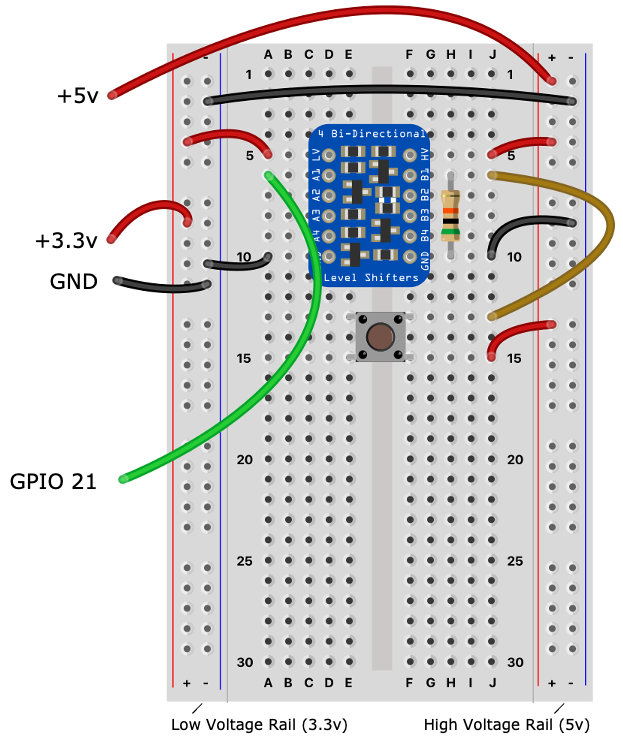 - + -
A B C D E F G H I J
1 1
+5v
4 Bi-Directional
5 5
LV HV
A1 B1
A2 B2
A3 B3
A4 B4
GND
+3.3v
10 10
GND
Level Shifters
15 15
20 20
GPIO 21
25 25
30 30
+ - A B C D E F G H I J + -
Low Voltage Rail (3.3v) High Voltage Rail (5v)